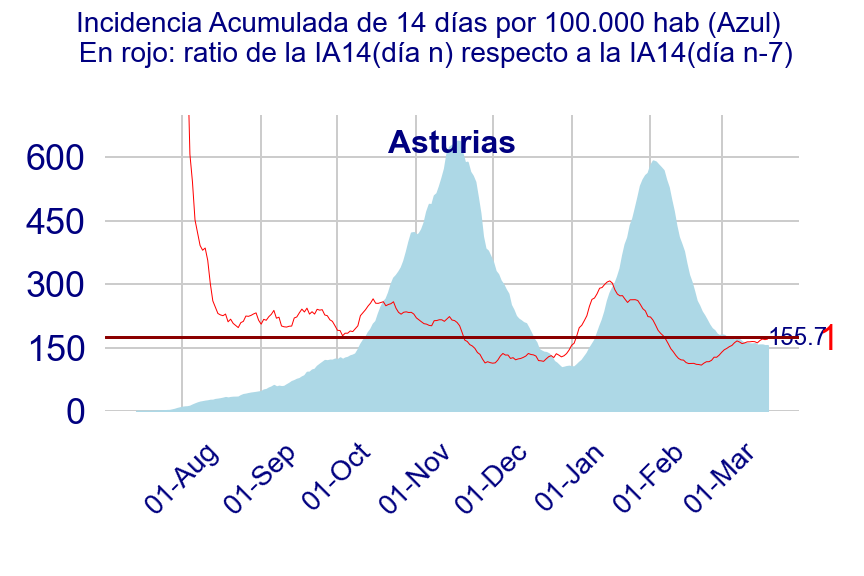 Incidencia Acumulada de 14 días por 100.000 hab (Azul)
En rojo: ratio de la IA14(día n) respecto a la IA14(día n-7)
Asturias
600
450
300
150
0
155.7
1
01-Aug
01-Sep
01-Oct
01-Nov
01-Dec
01-Jan
01-Feb
01-Mar